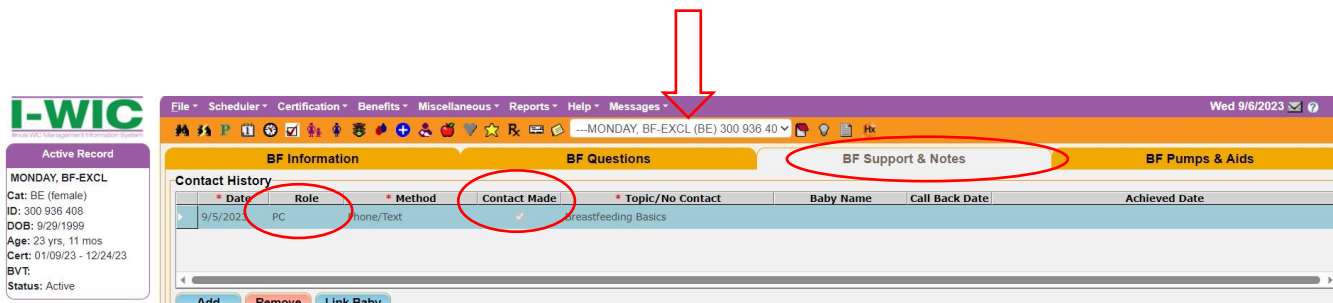 I-WIC
Illinois WIC Management Information System
File Scheduler Certification Benefits Miscellaneous Reports Help Messages
Wed 9/6/2023
P Rx ---MONDAY, BF-EXCL (BE) 300 936 40 Hx
Active Record
MONDAY, BF-EXCL
Cat: BE (female)
ID: 300 936 408
DOB: 9/29/1999
Age: 23 yrs, 11 mos
Cert: 01/09/23 - 12/24/23
BVT:
Status: Active
BF Information BF Questions BF Support & Notes BF Pumps & Aids
Contact History
* Date Role * Method Contact Made * Topic/No Contact Baby Name Call Back Date Achieved Date
9/5/2023 PC Phone/Text Breastfeeding Basics
Add Remove Link Baby